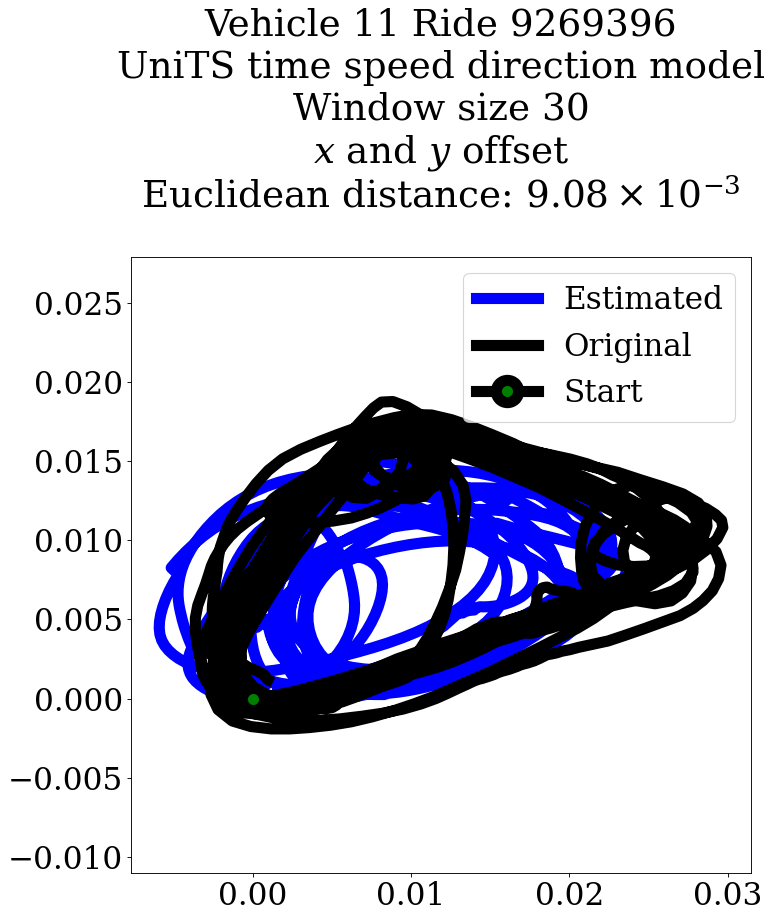 Vehicle 11 Ride 9269396
UniTS time speed direction model
Window size 30
x and y offset
Euclidean distance: 9.08 × 10⁻³
Estimated
Original
Start
0.025
0.020
0.015
0.010
0.005
0.000
−0.005
−0.010
0.00 0.01 0.02 0.03